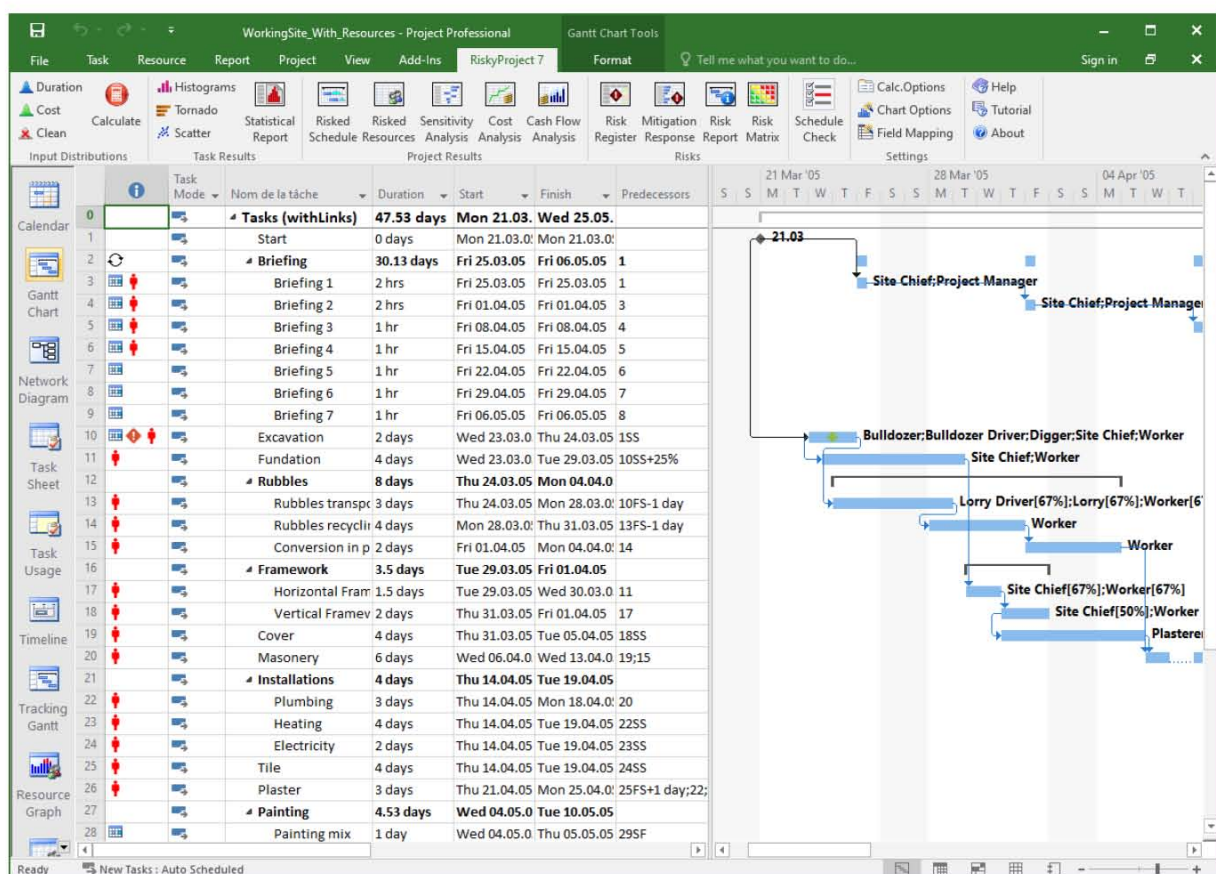 WorkingSite_With_Resources - Project Professional
Gantt Chart Tools
File Task Resource Report Project View Add-Ins RiskyProject 7 Format Tell me what you want to do... Sign in
Duration
Cost
Clean
Calculate
Input Distributions
Histograms
Tornado
Scatter
Statistical Report
Task Results
Risked Schedule
Risked Resources
Sensitivity Analysis
Cost Analysis
Cash Flow Analysis
Project Results
Risk Register
Mitigation Response
Risk Report
Risk Matrix
Risks
Schedule Check
Calc.Options
Chart Options
Field Mapping
Settings
Help
Tutorial
About
Calendar
Gantt Chart
Network Diagram
Task Sheet
Task Usage
Timeline
Tracking Gantt
Resource Graph
Task Mode Nom de la tâche Duration Start Finish Predecessors
0 Tasks (withLinks) 47.53 days Mon 21.03. Wed 25.05.
1 Start 0 days Mon 21.03.0 Mon 21.03.0
2 Briefing 30.13 days Fri 25.03.05 Fri 06.05.05 1
3 Briefing 1 2 hrs Fri 25.03.05 Fri 25.03.05 1
4 Briefing 2 2 hrs Fri 01.04.05 Fri 01.04.05 3
5 Briefing 3 1 hr Fri 08.04.05 Fri 08.04.05 4
6 Briefing 4 1 hr Fri 15.04.05 Fri 15.04.05 5
7 Briefing 5 1 hr Fri 22.04.05 Fri 22.04.05 6
8 Briefing 6 1 hr Fri 29.04.05 Fri 29.04.05 7
9 Briefing 7 1 hr Fri 06.05.05 Fri 06.05.05 8
10 Excavation 2 days Wed 23.03.0 Thu 24.03.05 1SS
11 Fundation 4 days Wed 23.03.0 Tue 29.03.05 10SS+25%
12 Rubbles 8 days Thu 24.03.05 Mon 04.04.0
13 Rubbles transpo 3 days Thu 24.03.05 Mon 28.03.0 10FS-1 day
14 Rubbles recyclin 4 days Mon 28.03.0 Thu 31.03.05 13FS-1 day
15 Conversion in p 2 days Fri 01.04.05 Mon 04.04.0 14
16 Framework 3.5 days Tue 29.03.05 Fri 01.04.05
17 Horizontal Fram 1.5 days Tue 29.03.05 Wed 30.03.0 11
18 Vertical Framew 2 days Thu 31.03.05 Fri 01.04.05 17
19 Cover 4 days Thu 31.03.05 Tue 05.04.05 18SS
20 Masonery 6 days Wed 06.04.0 Wed 13.04.0 19;15
21 Installations 4 days Thu 14.04.05 Tue 19.04.05
22 Plumbing 3 days Thu 14.04.05 Mon 18.04.0 20
23 Heating 4 days Thu 14.04.05 Tue 19.04.05 22SS
24 Electricity 2 days Thu 14.04.05 Tue 19.04.05 23SS
25 Tile 4 days Thu 14.04.05 Tue 19.04.05 24SS
26 Plaster 3 days Thu 21.04.05 Mon 25.04.0 25FS+1 day;22;
27 Painting 4.53 days Wed 04.05.0 Tue 10.05.05
28 Painting mix 1 day Wed 04.05.0 Thu 05.05.05 29SF
21 Mar '05 28 Mar '05 04 Apr '05
S S M T W T F S S M T W T F S S M T W T
21.03
Site Chief;Project Manager
Site Chief;Project Manage
Bulldozer;Bulldozer Driver;Digger;Site Chief;Worker
Site Chief;Worker
Lorry Driver[67%];Lorry[67%];Worker[6
Worker
Worker
Site Chief[67%];Worker[67%]
Site Chief[50%];Worker
Plasterer
Ready New Tasks : Auto Scheduled